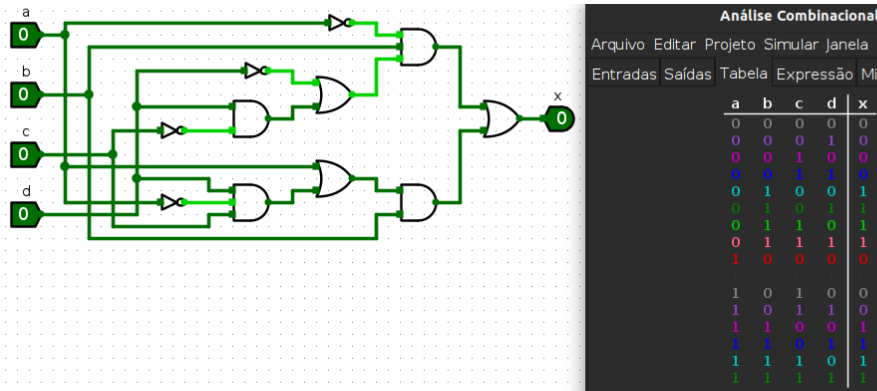 a
0
b
0
c
0
d
0
x
0
Análise Combinacional
Arquivo Editar Projeto Simular Janela
Entradas Saídas Tabela Expressão Mi
a b c d x
0 0 0 0 0
0 0 0 1 0
0 0 1 0 0
0 0 1 1 0
0 1 0 0 1
0 1 0 1 1
0 1 1 0 1
0 1 1 1 1
1 0 0 0 0
1 0 1 0 0
1 0 1 1 0
1 1 0 0 1
1 1 0 1 1
1 1 1 0 1
1 1 1 1 1